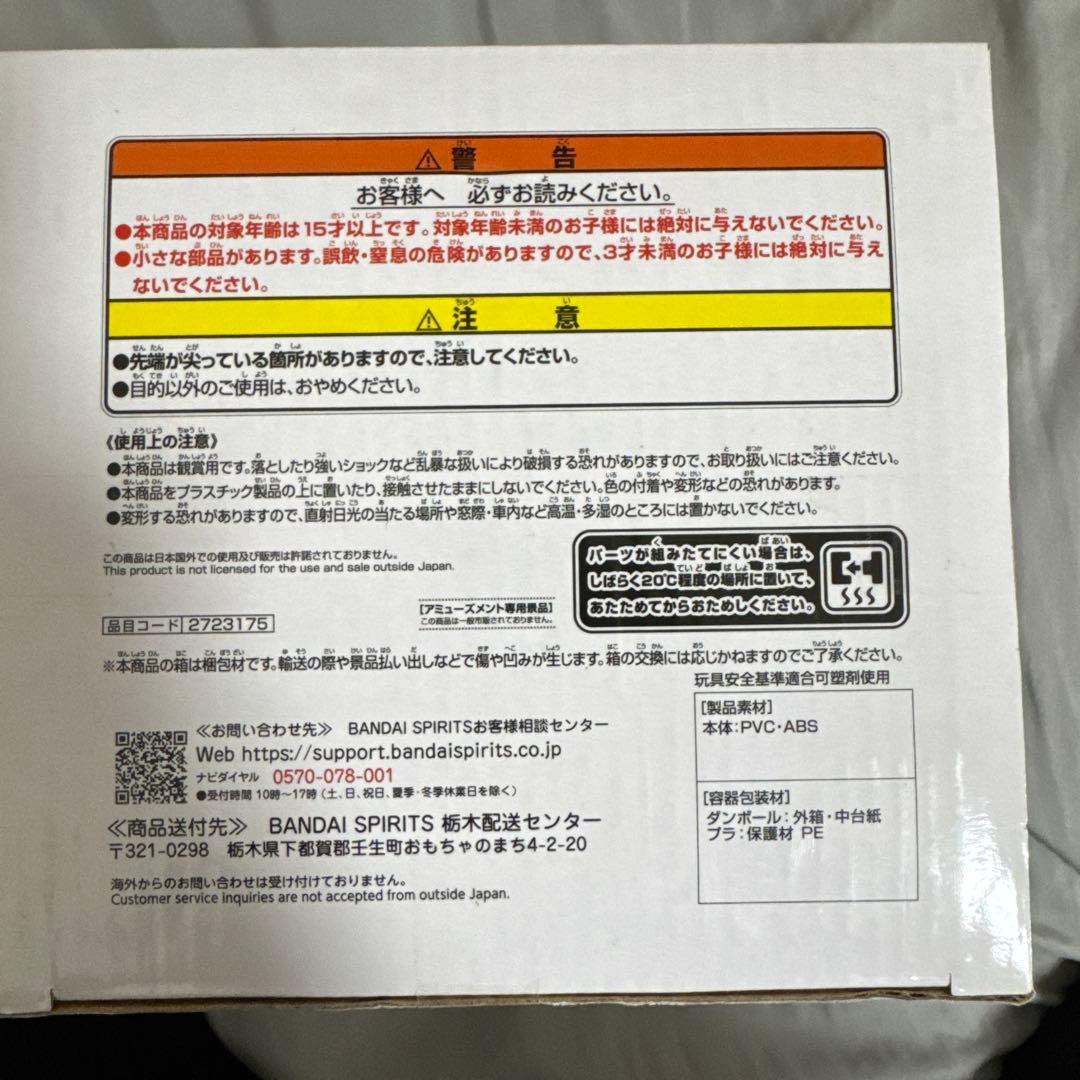 ⚠警告
お客様へ 必ずお読みください。
●本商品の対象年齢は15才以上です。対象年齢未満のお子様には絶対に与えないでください。
●小さな部品があります。誤飲・窒息の危険がありますので、3才未満のお子様には絶対に与え
ないでください。
⚠注意
●先端が尖っている箇所がありますので、注意してください。
●目的以外のご使用は、おやめください。
《使用上の注意》
●本商品は観賞用です。落としたり強いショックなど乱暴な扱いにより破損する恐れがありますので、お取り扱いにはご注意ください。
●本商品をプラスチック製品の上に置いたり、接触させたままにしないでください。色の付着や変形などの恐れがあります。
●変形する恐れがありますので、直射日光の当たる場所や窓際・車内など高温・多湿のところには置かないでください。
この商品は日本国外での使用及び販売は許諾されておりません。
This product is not licensed for the use and sale outside Japan.
パーツが組みたてにくい場合は、
しばらく20℃程度の場所に置いて、
あたためてからおためしください。
[アミューズメント専用景品]
この商品は一般市販されておりません。
品目コード 2723175
※本商品の箱は梱包材です。輸送の際や景品払い出しなどで傷や凹みが生じます。箱の交換には応じかねますのでご了承ください。
玩具安全基準適合可塑剤使用
[製品素材]
本体:PVC・ABS
[容器包装材]
ダンボール:外箱・中台紙
プラ:保護材 PE
≪お問い合わせ先≫ BANDAI SPIRITSお客様相談センター
Web https://support.bandaispirits.co.jp
ナビダイヤル 0570-078-001
●受付時間 10時〜17時(土、日、祝日、夏季・冬季休業日を除く)
≪商品送付先≫ BANDAI SPIRITS 栃木配送センター
〒321-0298 栃木県下都賀郡壬生町おもちゃのまち4-2-20
海外からのお問い合わせは受け付けておりません。
Customer service inquiries are not accepted from outside Japan.